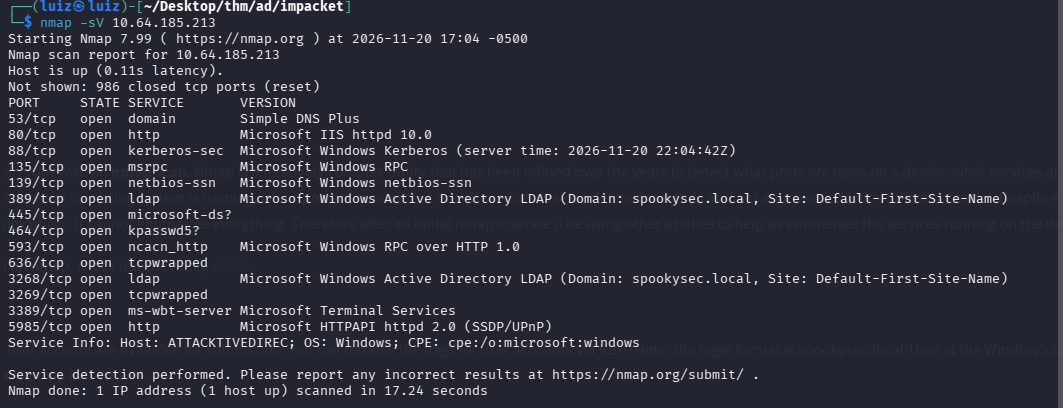 ┌──(luiz㉿luiz)-[~/Desktop/thm/ad/impacket]
└─$ nmap -sV 10.64.185.213
Starting Nmap 7.99 ( https://nmap.org ) at 2026-11-20 17:04 -0500
Nmap scan report for 10.64.185.213
Host is up (0.11s latency).
Not shown: 986 closed tcp ports (reset)
PORT     STATE SERVICE       VERSION
53/tcp   open  domain        Simple DNS Plus
80/tcp   open  http          Microsoft IIS httpd 10.0
88/tcp   open  kerberos-sec  Microsoft Windows Kerberos (server time: 2026-11-20 22:04:42Z)
135/tcp  open  msrpc         Microsoft Windows RPC
139/tcp  open  netbios-ssn   Microsoft Windows netbios-ssn
389/tcp  open  ldap          Microsoft Windows Active Directory LDAP (Domain: spookysec.local, Site: Default-First-Site-Name)
445/tcp  open  microsoft-ds?
464/tcp  open  kpasswd5?
593/tcp  open  ncacn_http    Microsoft Windows RPC over HTTP 1.0
636/tcp  open  tcpwrapped
3268/tcp open  ldap          Microsoft Windows Active Directory LDAP (Domain: spookysec.local, Site: Default-First-Site-Name)
3269/tcp open  tcpwrapped
3389/tcp open  ms-wbt-server Microsoft Terminal Services
5985/tcp open  http          Microsoft HTTPAPI httpd 2.0 (SSDP/UPnP)
Service Info: Host: ATTACKTIVEDIREC; OS: Windows; CPE: cpe:/o:microsoft:windows

Service detection performed. Please report any incorrect results at https://nmap.org/submit/ .
Nmap done: 1 IP address (1 host up) scanned in 17.24 seconds